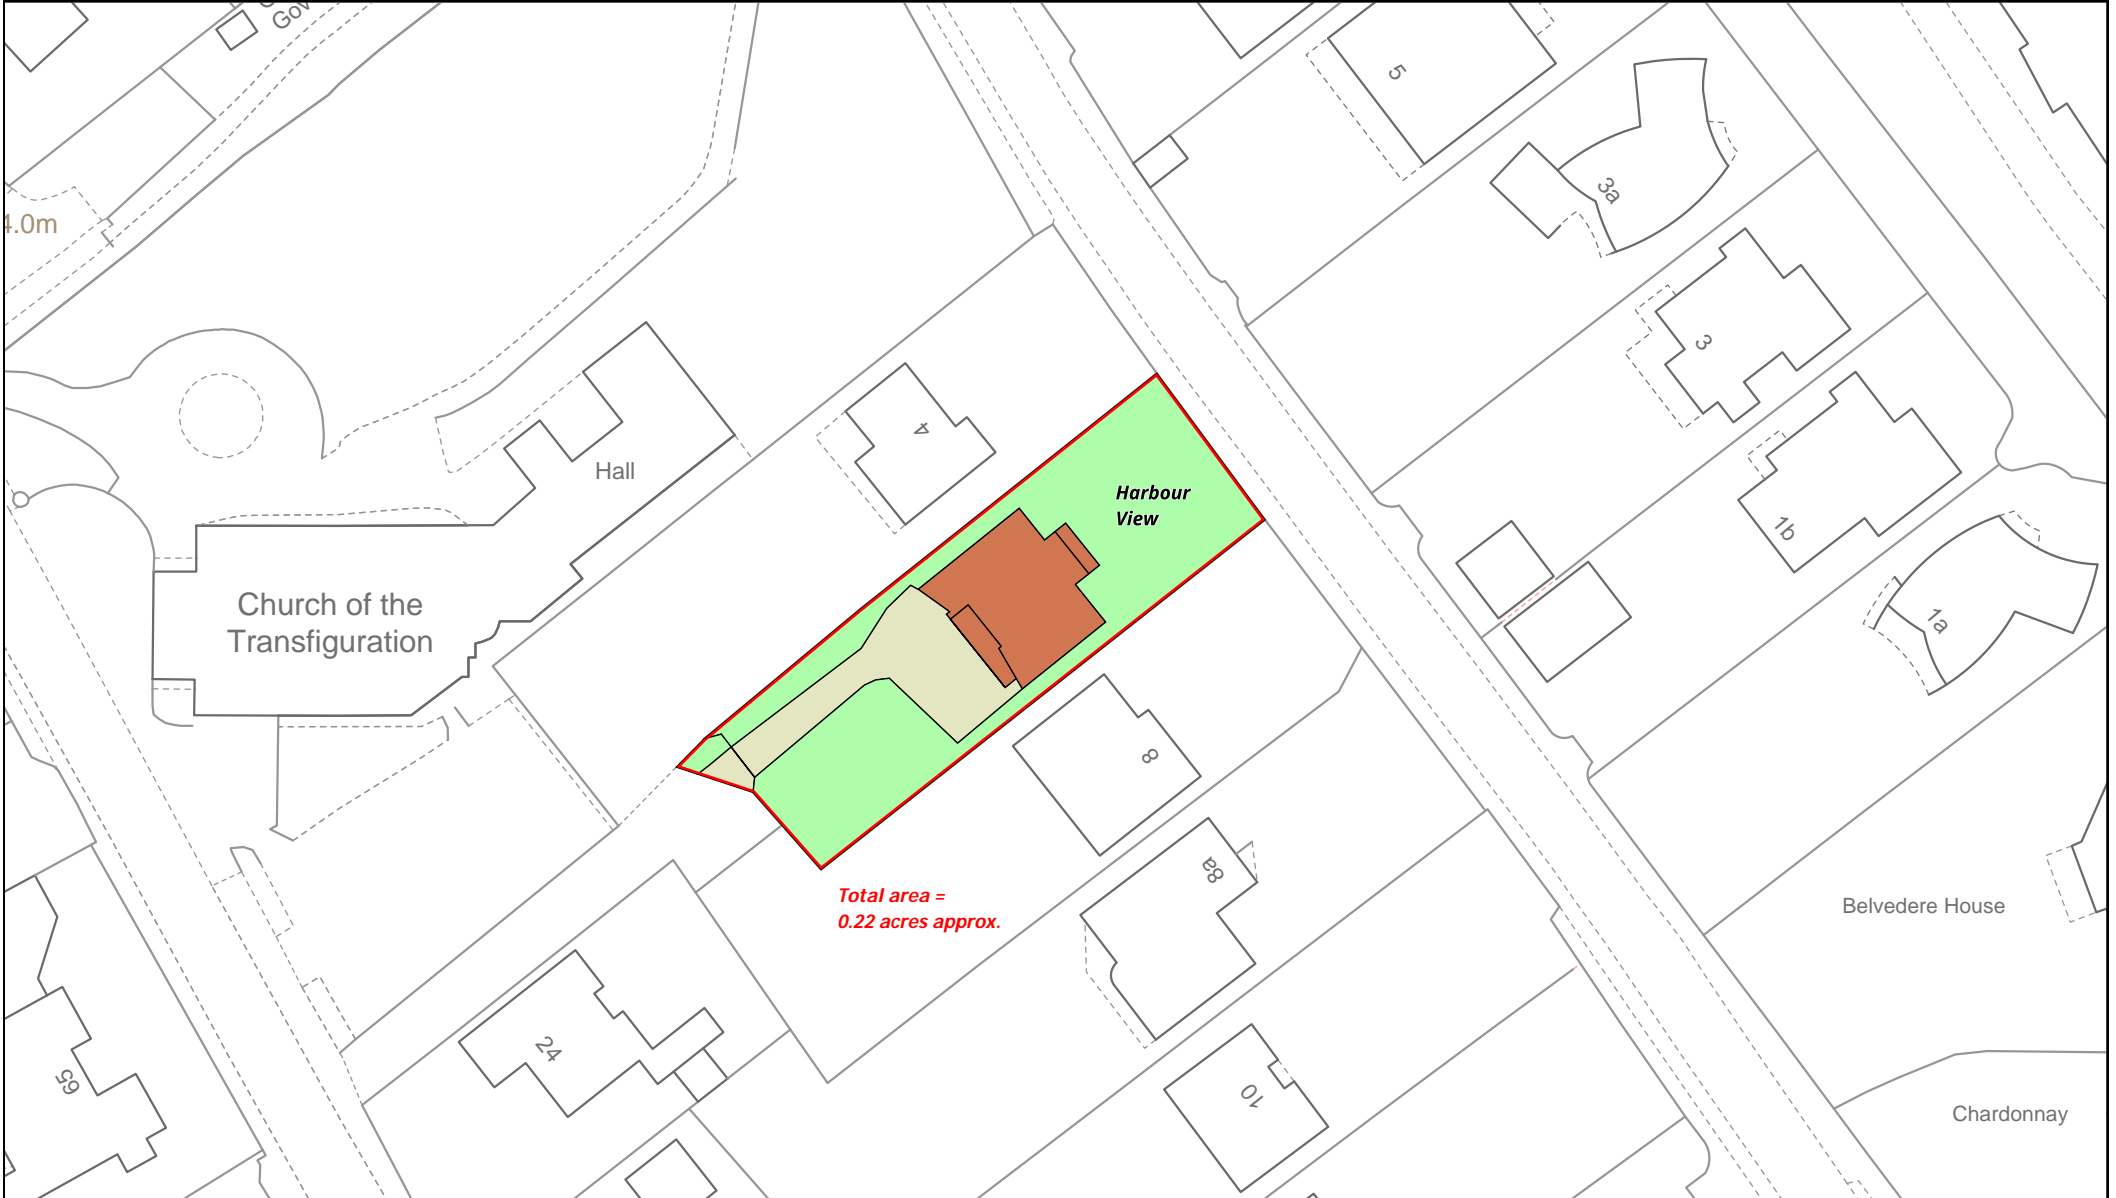 Gov
5
3a
4.0m
3
4
Hall
Harbour
View
1b
Church of the
Transfiguration
1a
8
8a
Total area =
0.22 acres approx.
Belvedere House
24
65
10
Chardonnay